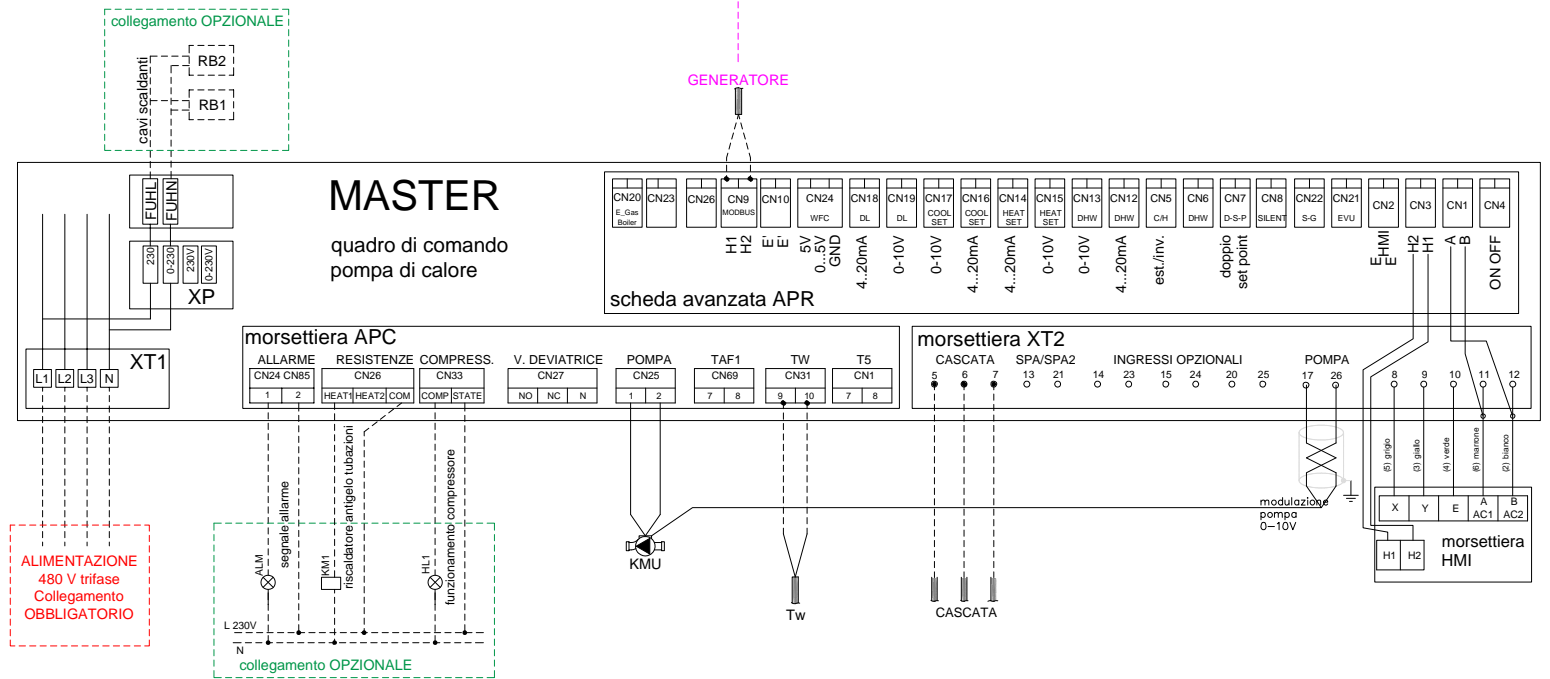 collegamento OPZIONALE
RB2
RB1
cavi scaldanti
GENERATORE
FUHL
FUHN
MASTER
quadro di comando
pompa di calore
230
0-230
230V
0-230V
XP
CN20
E_Gas
Boiler
CN23
CN26
CN9
MODBUS
CN10
CN24
WFC
CN18
DL
CN19
DL
CN17
COOL
SET
CN16
COOL
SET
CN14
HEAT
SET
CN15
HEAT
SET
CN13
DHW
CN12
DHW
CN5
C/H
CN6
DHW
CN7
D-S-P
CN8
SILENT
CN22
S-G
CN21
EVU
CN2
CN3
CN1
CN4
H1
H2
E'
E'
5V
0...5V
GND
4...20mA
0-10V
0-10V
4...20mA
4...20mA
0-10V
0-10V
4...20mA
est./inv.
doppio
set point
E
HMI
E
H2
H1
A
B
ON OFF
scheda avanzata APR
XT1
L1
L2
L3
N
morsettiera APC
ALLARME
RESISTENZE
COMPRESS.
V. DEVIATRICE
POMPA
TAF1
TW
T5
CN24 CN85
CN26
CN33
CN27
CN25
CN69
CN31
CN1
1
2
HEAT1
HEAT2
COM
COMP
STATE
NO
NC
N
1
2
7
8
9
10
7
8
morsettiera XT2
CASCATA
SPA/SPA2
INGRESSI OPZIONALI
POMPA
5
6
7
13
21
14
23
15
24
20
25
17
26
8
9
10
11
12
(5) grigio
(3) giallo
(4) verde
(6) marrone
(2) bianco
modulazione
pompa
0-10V
X
Y
E
A
AC1
B
AC2
H1
H2
morsettiera
HMI
ALIMENTAZIONE
480 V trifase
Collegamento
OBBLIGATORIO
ALM
segnale allarme
KM1
riscaldatore antigelo tubazioni
HL1
funzionamento compressore
L 230V
N
collegamento OPZIONALE
KMU
Tw
CASCATA